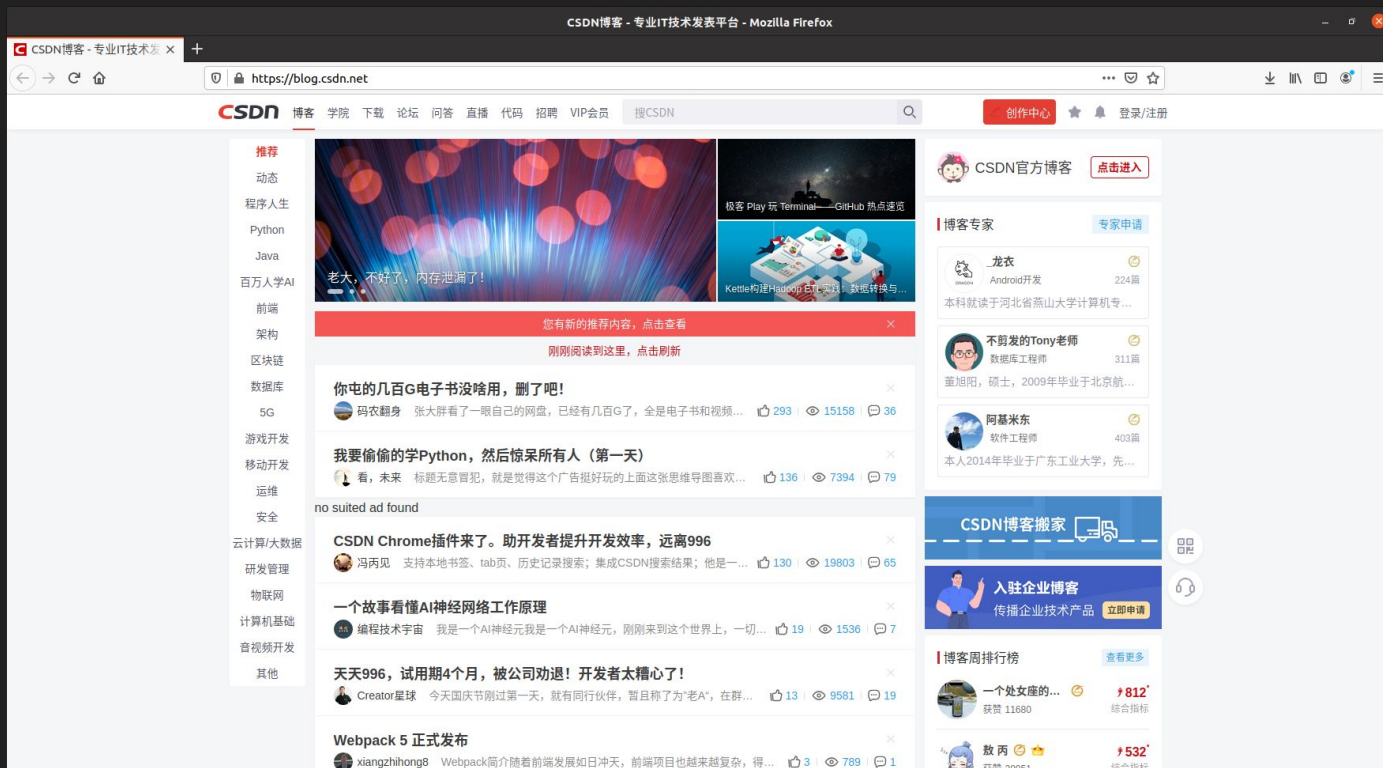 CSDN博客 - 专业IT技术发表平台 - Mozilla Firefox
CSDN博客 - 专业IT技术发
https://blog.csdn.net
CSDN 博客 学院 下载 论坛 问答 直播 代码 招聘 VIP会员 搜CSDN 创作中心 登录/注册
推荐
动态
程序人生
Python
Java
百万人学AI
前端
架构
区块链
数据库
5G
游戏开发
移动开发
运维
安全
云计算/大数据
研发管理
物联网
计算机基础
音视频开发
其他
老大，不好了，内存泄漏了！
极客 Play 玩 Terminal——GitHub 热点速览
Kettle构建Hadoop ETL实践：数据转换与…
您有新的推荐内容，点击查看
刚刚阅读到这里，点击刷新
你屯的几百G电子书没啥用，删了吧！
码农翻身 张大胖看了一眼自己的网盘，已经有几百G了，全是电子书和视频… 293 15158 36
我要偷偷的学Python，然后惊呆所有人（第一天）
看，未来 标题无意冒犯，就是觉得这个广告挺好玩的上面这张思维导图喜欢… 136 7394 79
no suited ad found
CSDN Chrome插件来了。助开发者提升开发效率，远离996
冯丙见 支持本地书签、tab页、历史记录搜索；集成CSDN搜索结果；他是一… 130 19803 65
一个故事看懂AI神经网络工作原理
编程技术宇宙 我是一个AI神经元我是一个AI神经元，刚刚来到这个世界上，一切… 19 1536 7
天天996，试用期4个月，被公司劝退！开发者太糟心了！
Creator星球 今天国庆节刚过第一天，就有同行伙伴，暂且称了为“老A“，在群… 13 9581 19
Webpack 5 正式发布
xiangzhihong8 Webpack简介随着前端发展如日冲天，前端项目也越来越复杂，得… 3 789 1
CSDN官方博客 点击进入
博客专家 专家申请
_龙衣
Android开发 224篇
本科就读于河北省燕山大学计算机专…
不剪发的Tony老师
数据库工程师 311篇
董旭阳，硕士，2009年毕业于北京航…
阿基米东
软件工程师 403篇
本人2014年毕业于广东工业大学，先…
CSDN博客搬家
入驻企业博客
传播企业技术产品 立即申请
博客周排行榜 查看更多
一个处女座的… 812
获赞 11680 综合指标
敖 丙 532